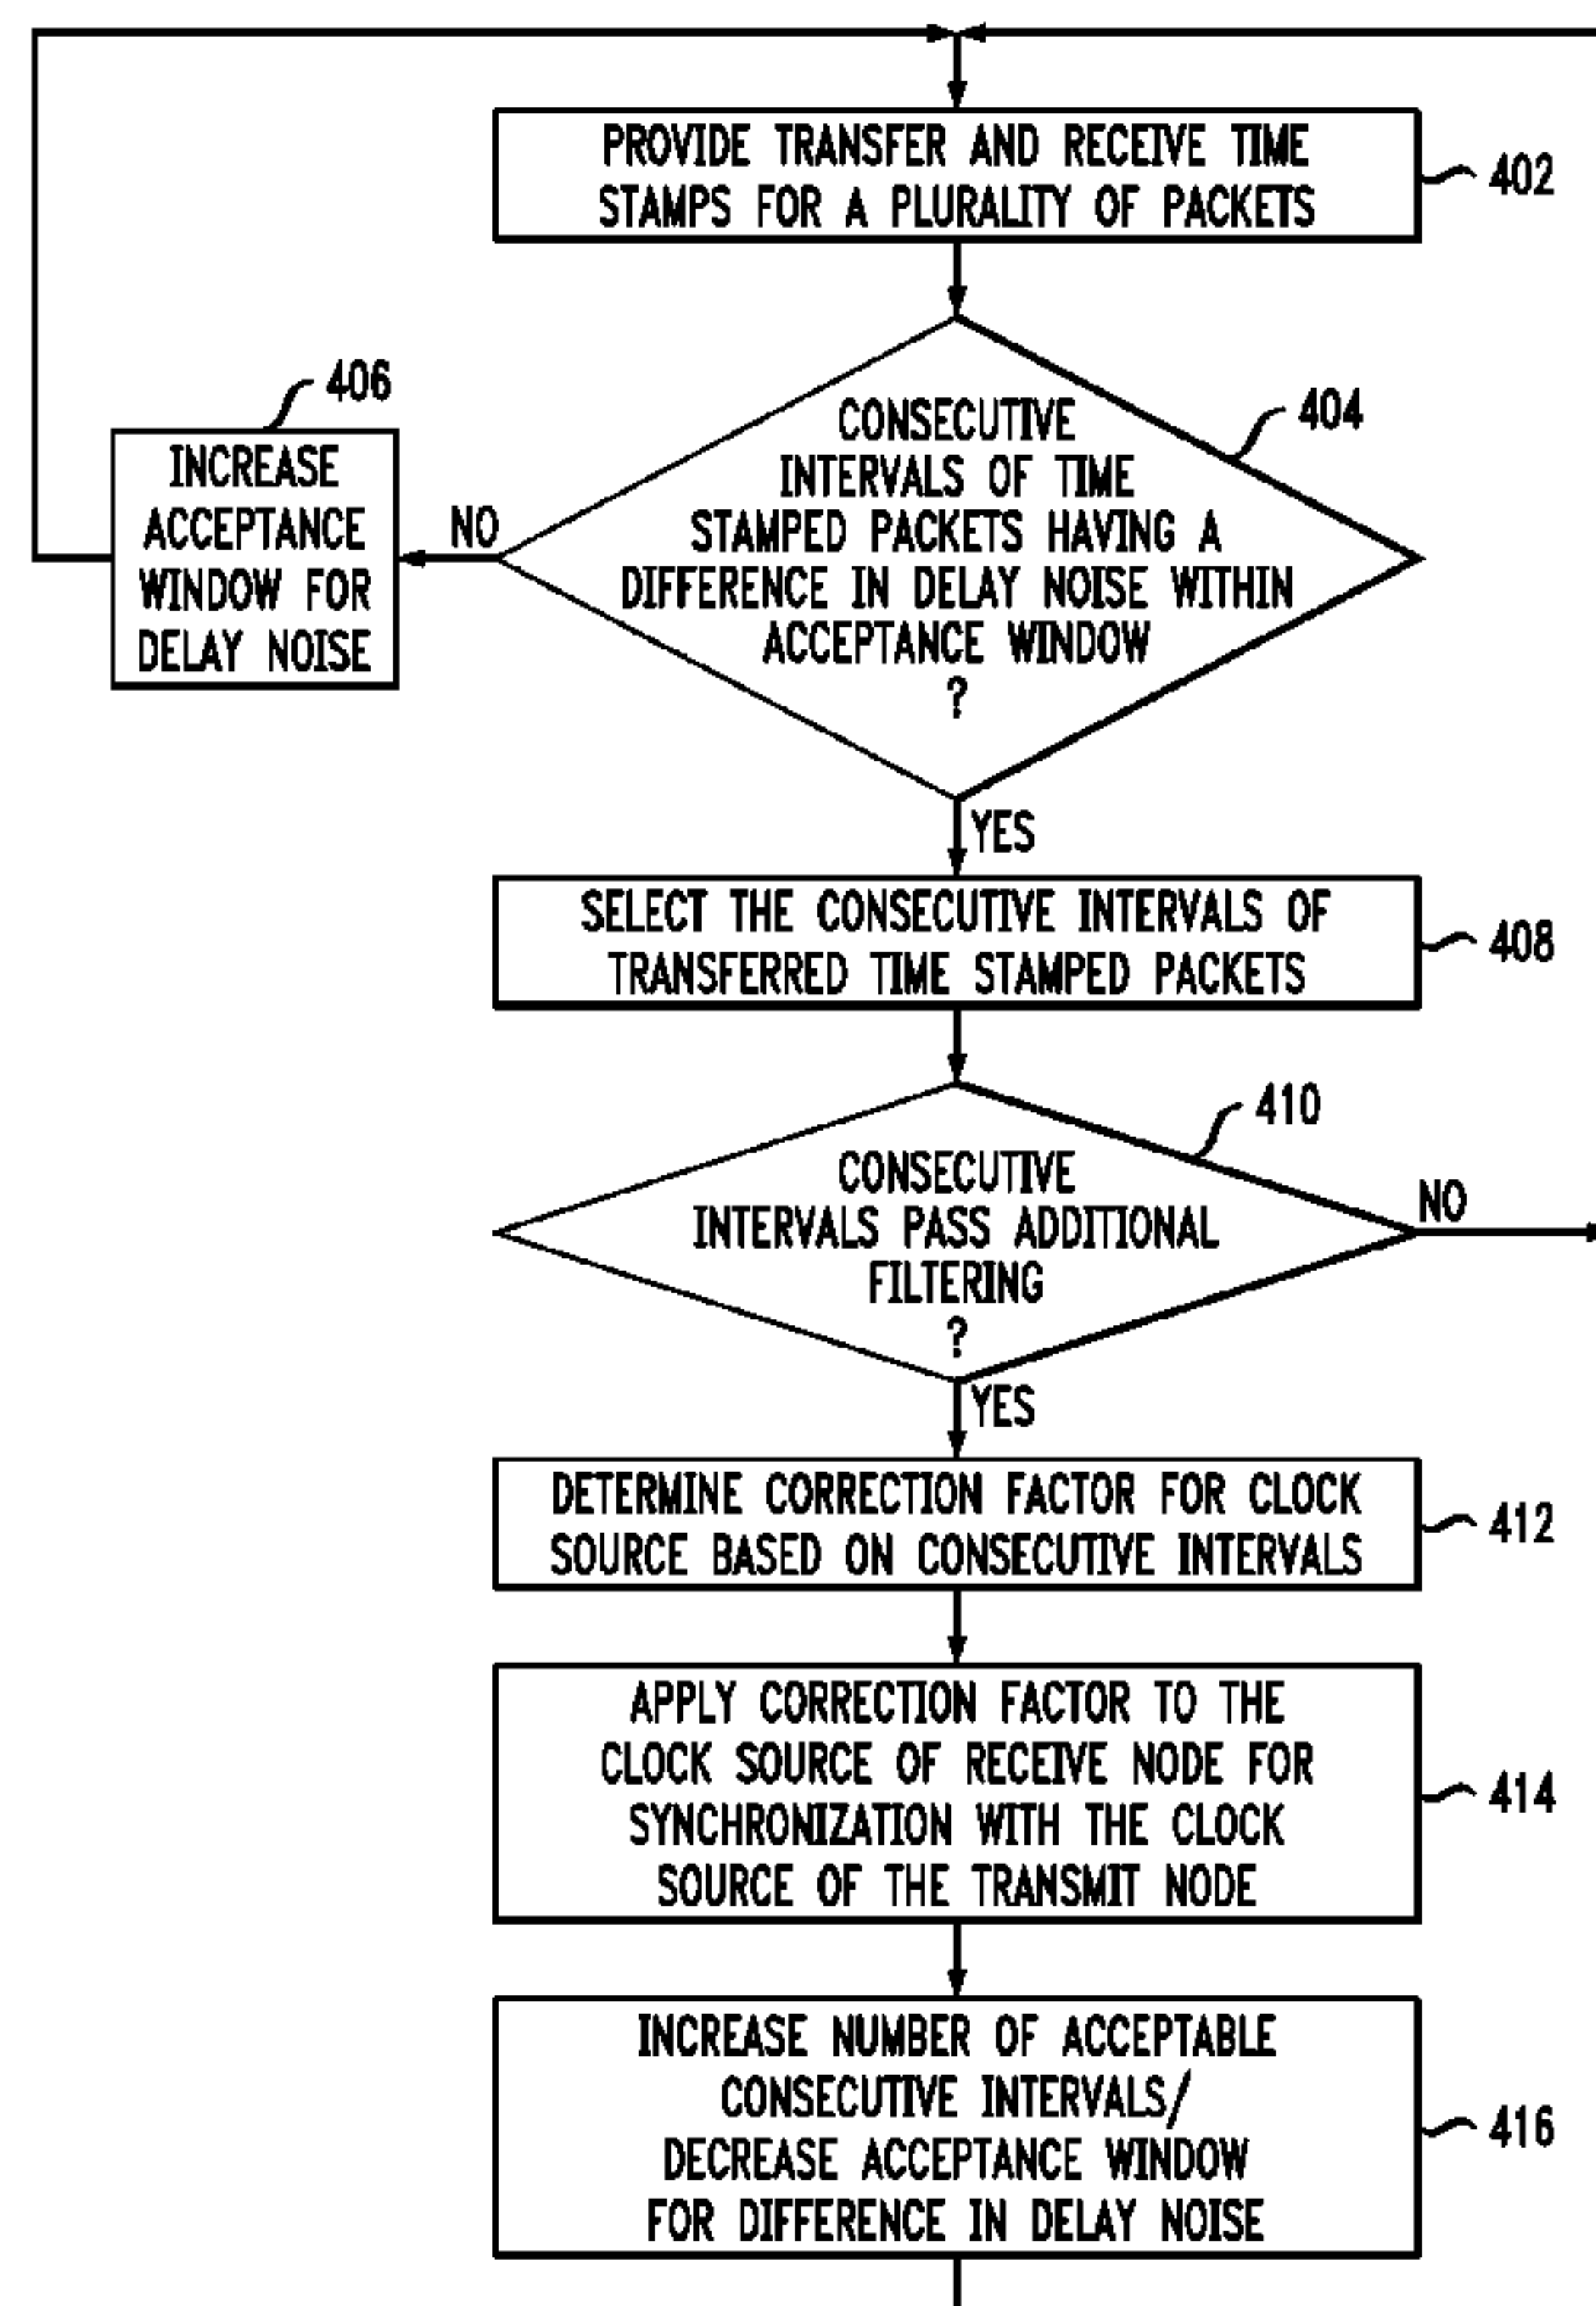 PROVIDE TRANSFER AND RECEIVE TIME
STAMPS FOR A PLURALITY OF PACKETS
402
406
404
INCREASE
ACCEPTANCE
WINDOW FOR
DELAY NOISE
NO
CONSECUTIVE
INTERVALS OF TIME
STAMPED PACKETS HAVING A
DIFFERENCE IN DELAY NOISE WITHIN
ACCEPTANCE WINDOW
?
YES
SELECT THE CONSECUTIVE INTERVALS OF
TRANSFERRED TIME STAMPED PACKETS
408
410
CONSECUTIVE
INTERVALS PASS ADDITIONAL
FILTERING
?
NO
YES
DETERMINE CORRECTION FACTOR FOR CLOCK
SOURCE BASED ON CONSECUTIVE INTERVALS
412
APPLY CORRECTION FACTOR TO THE
CLOCK SOURCE OF RECEIVE NODE FOR
SYNCHRONIZATION WITH THE CLOCK
SOURCE OF THE TRANSMIT NODE
414
INCREASE NUMBER OF ACCEPTABLE
CONSECUTIVE INTERVALS/
DECREASE ACCEPTANCE WINDOW
FOR DIFFERENCE IN DELAY NOISE
416